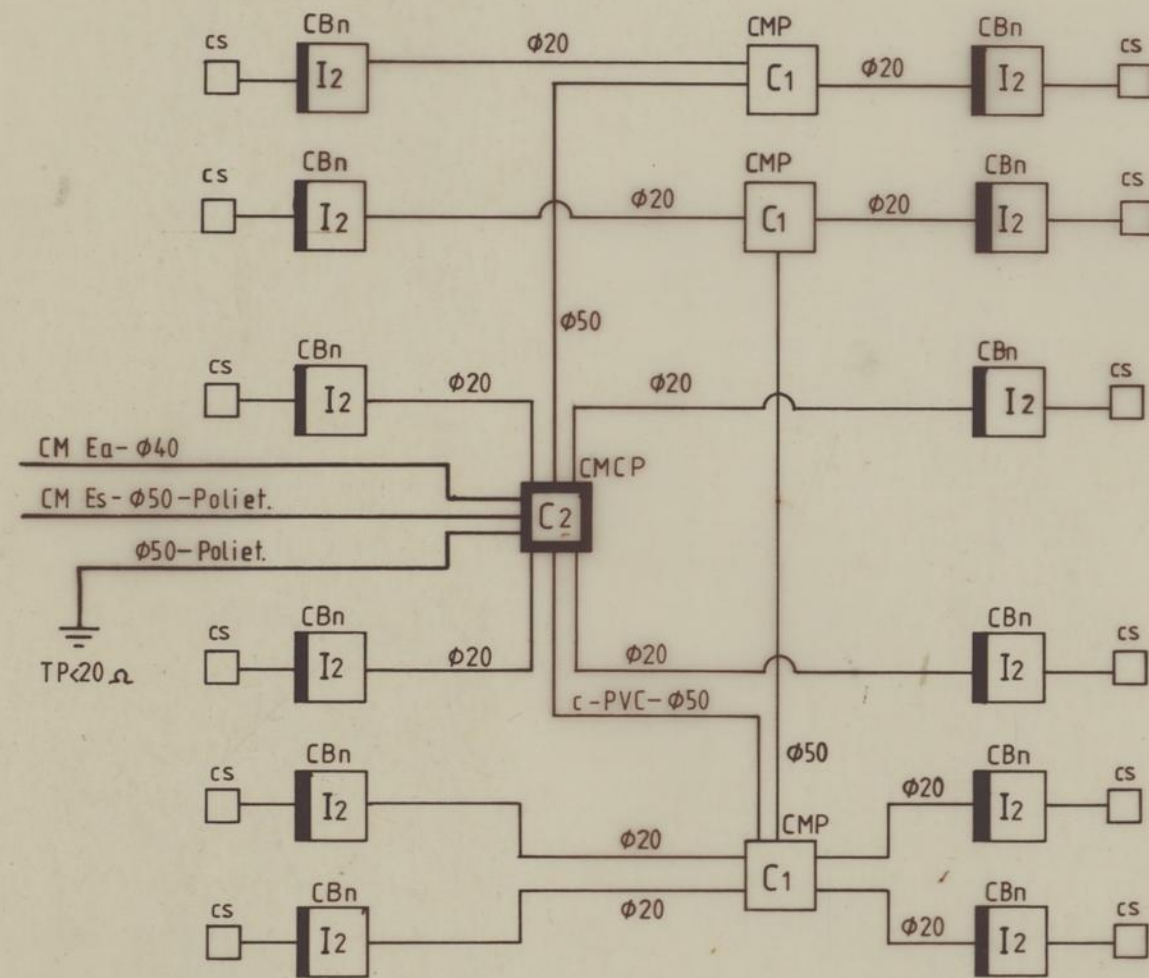 CBn CMP CBn
cs I2 Φ20 C1 Φ20 I2 cs
CBn CMP CBn
cs I2 Φ20 C1 Φ20 I2 cs
Φ50
CBn CBn
cs I2 Φ20 Φ20 I2 cs
CM Ea-Φ40
CMCP
CM Es-Φ50-Poliet.
C2
Φ50-Poliet.
CBn CBn
cs I2 Φ20 Φ20 I2 cs
TP<20Ω
c-PVC-Φ50
CBn Φ50 CBn
cs I2 Φ20 I2 cs
Φ20 CMP
C1
CBn CBn
cs I2 Φ20 Φ20 I2 cs